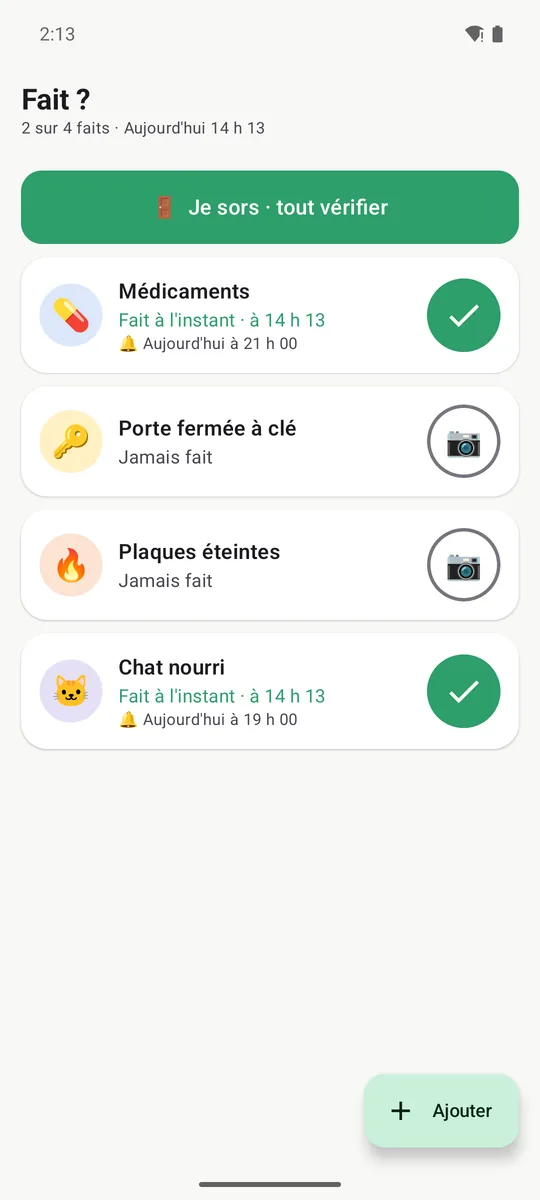 2:13
Fait ?
2 sur 4 faits · Aujourd'hui 14 h 13
Je sors · tout vérifier
Médicaments
Fait à l'instant · à 14 h 13
Aujourd'hui à 21 h 00
Porte fermée à clé
Jamais fait
Plaques éteintes
Jamais fait
Chat nourri
Fait à l'instant · à 14 h 13
Aujourd'hui à 19 h 00
Ajouter